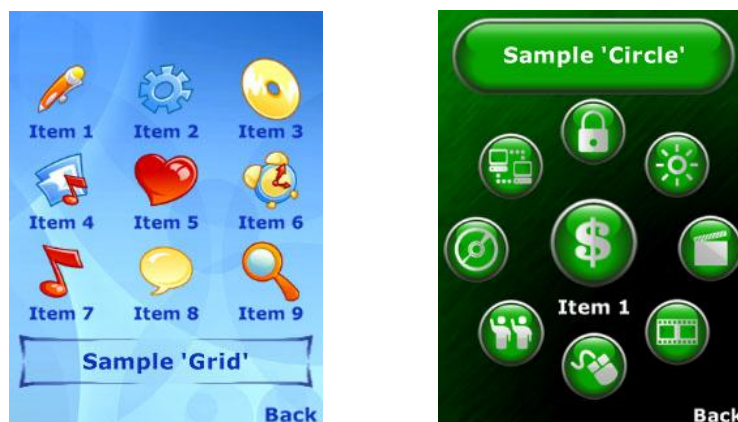 Item 1 Item 2 Item 3
Item 4 Item 5 Item 6
Item 7 Item 8 Item 9
Sample 'Grid'
Back
Sample 'Circle'
Item 1
Back